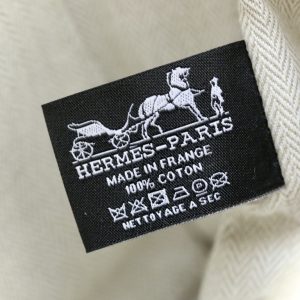 HERMES-PARIS
MADE IN FRANCE
100% COTON
NETTOYAGE A SEC